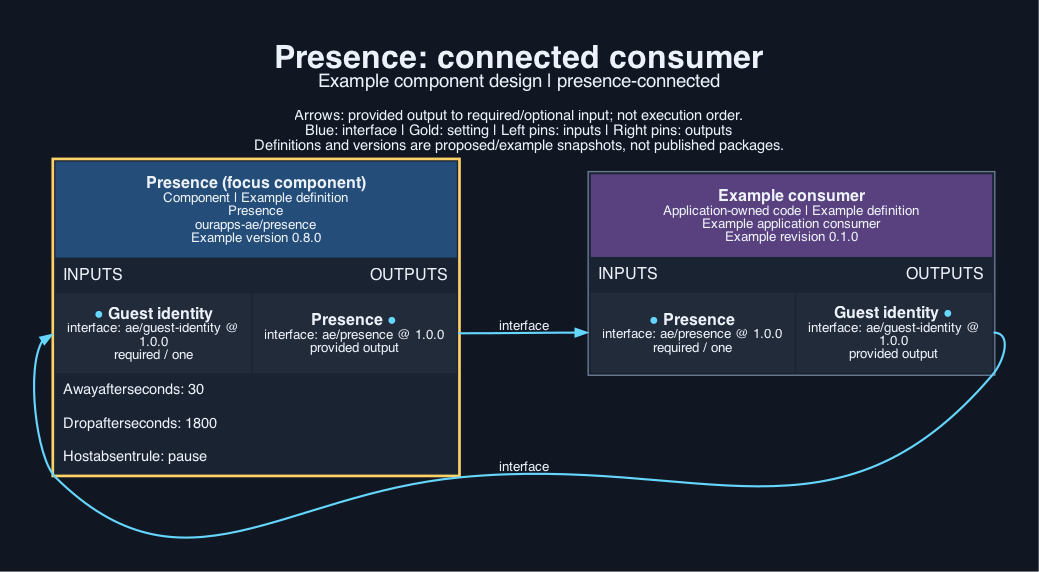 Presence: connected consumer
Example component design | presence-connected
Arrows: provided output to required/optional input; not execution order.
Blue: interface | Gold: setting | Left pins: inputs | Right pins: outputs
Definitions and versions are proposed/example snapshots, not published packages.
Presence (focus component)
Component | Example definition
Presence
ourapps-ae/presence
Example version 0.8.0
INPUTS
OUTPUTS
● Guest identity
interface: ae/guest-identity @
1.0.0
required / one
Presence ●
interface: ae/presence @ 1.0.0
provided output
Awayafterseconds: 30
Dropafterseconds: 1800
Hostabsentrule: pause
interface
Example consumer
Application-owned code | Example definition
Example application consumer
Example revision 0.1.0
INPUTS
OUTPUTS
● Presence
interface: ae/presence @ 1.0.0
required / one
Guest identity ●
interface: ae/guest-identity @
1.0.0
provided output
interface